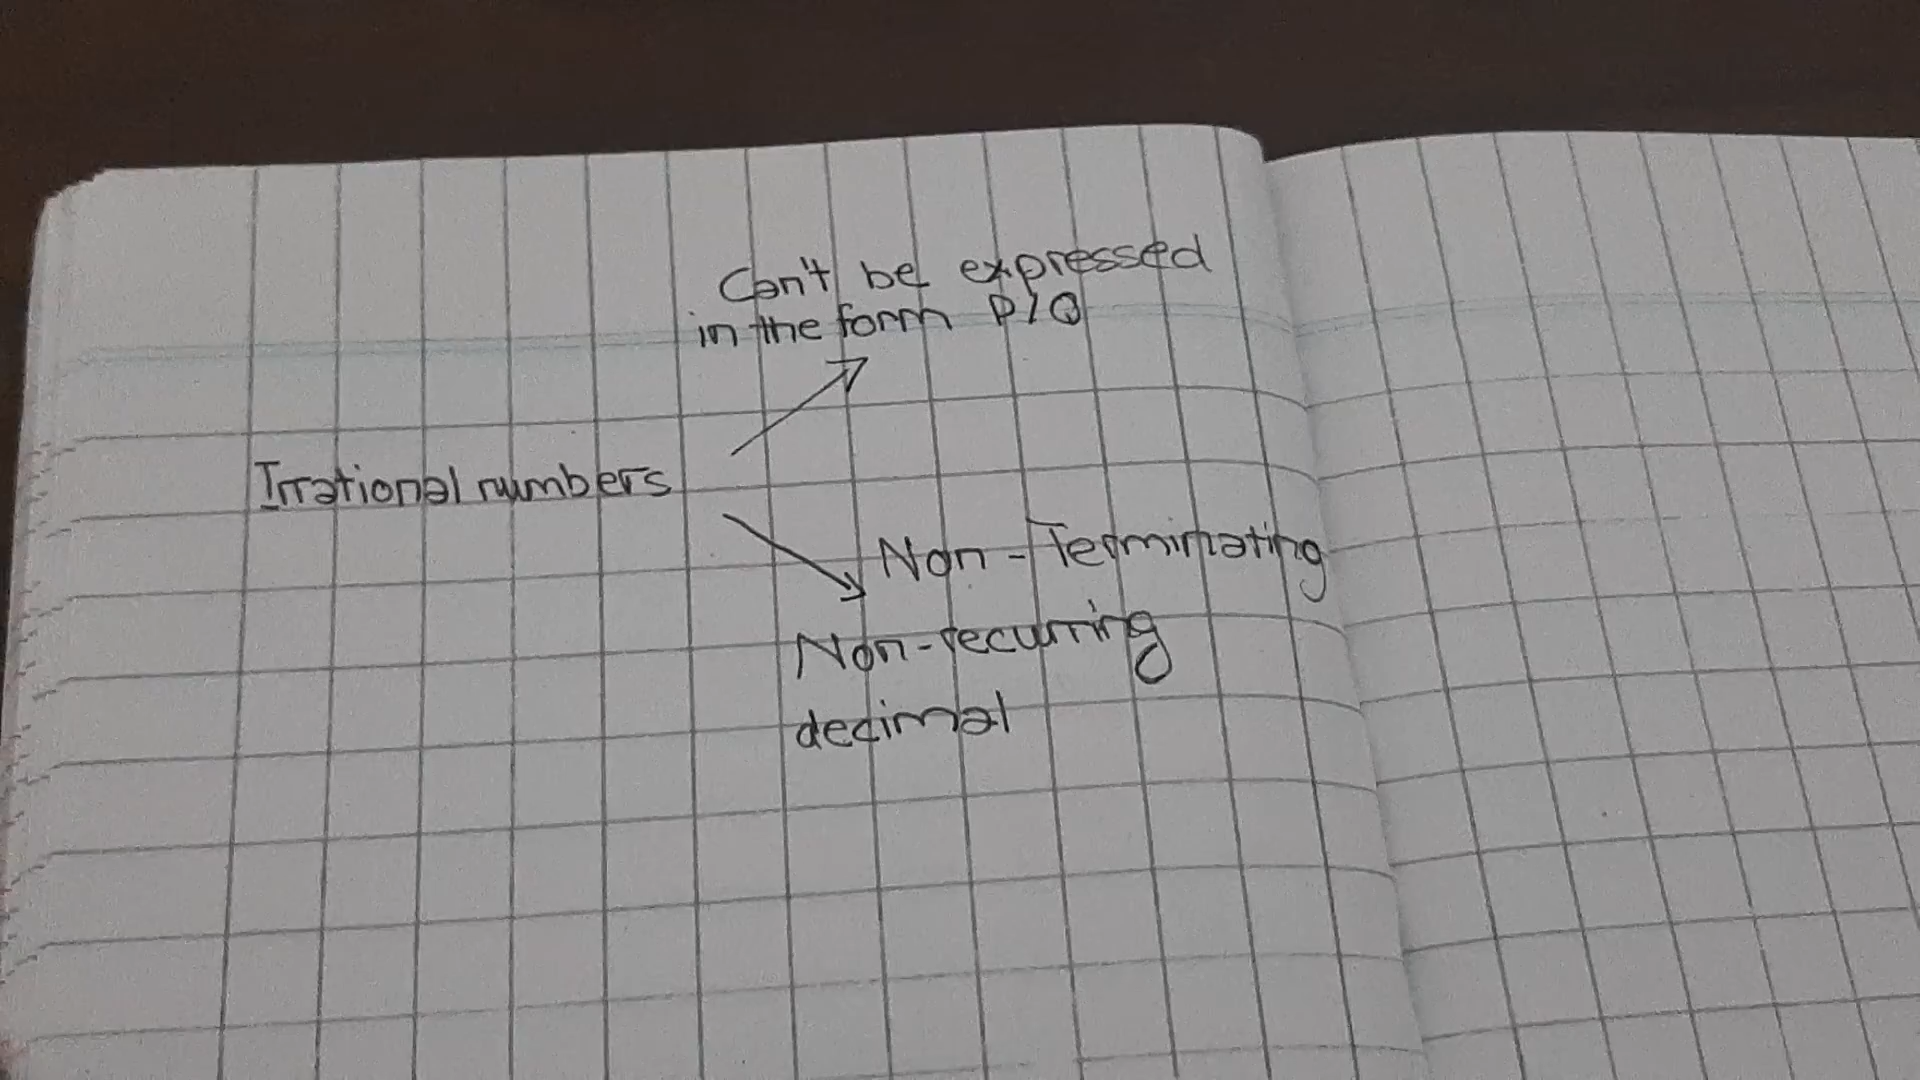 Can't be expressed
in the form P/Q
Irrational numbers
Non-Terminating
Non-recurring
decimal